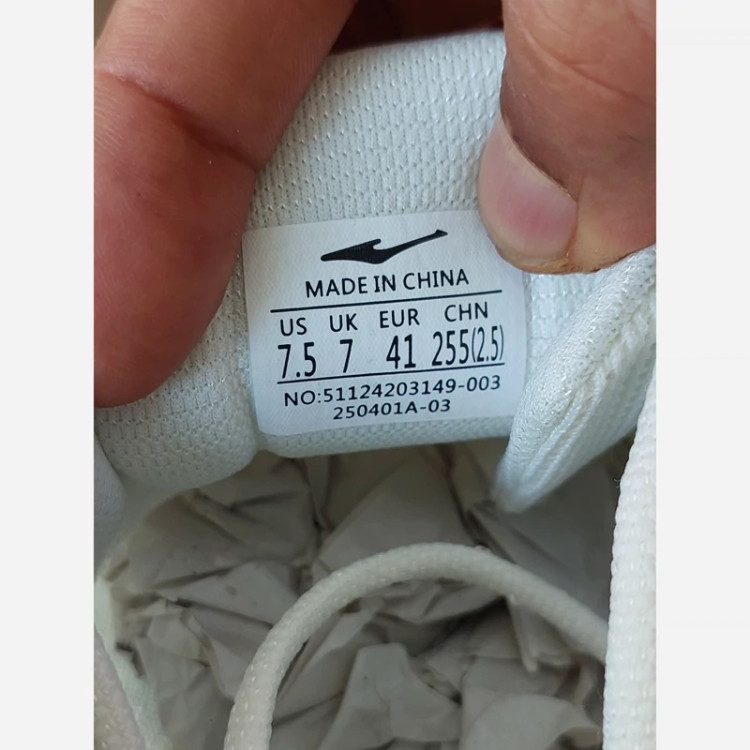 MADE IN CHINA
US UK EUR CHN
7.5 7 41 255(2.5)
NO:51124203149-003
250401A-03